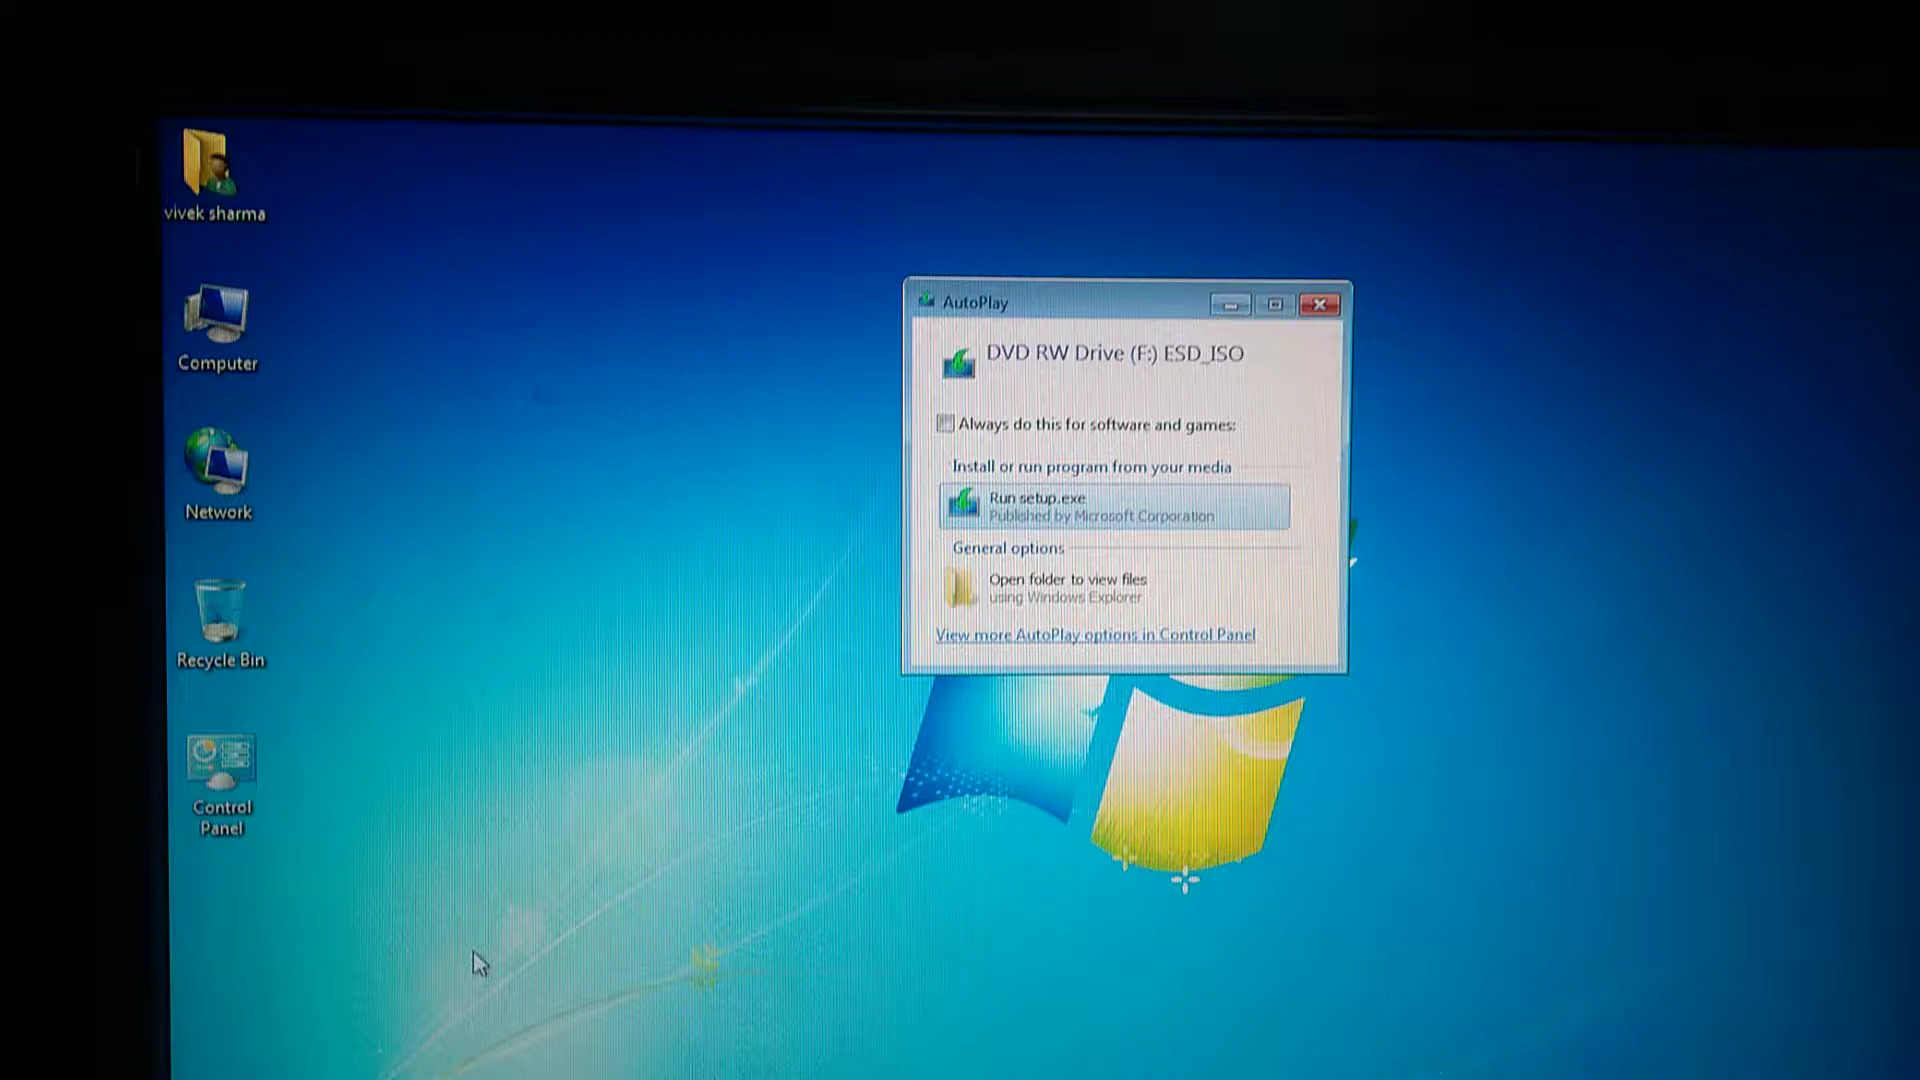 vivek sharma
Computer
Network
Recycle Bin
Control
Panel
AutoPlay
DVD RW Drive (F:) ESD_ISO
Always do this for software and games:
Install or run program from your media
Run setup.exe
Published by Microsoft Corporation
General options
Open folder to view files
using Windows Explorer
View more AutoPlay options in Control Panel